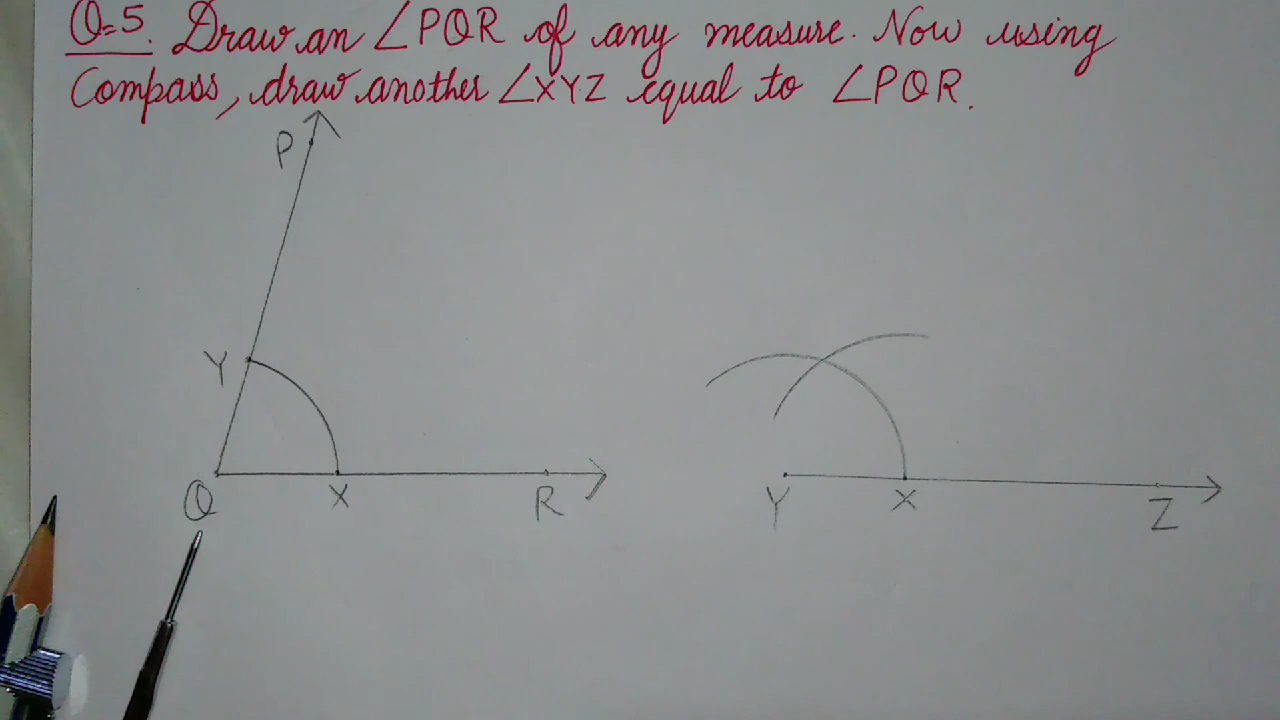 Q=5. Draw an ∠PQR of any measure. Now using
Compass, draw another ∠XYZ equal to ∠PQR.
P
Y
Q
X
R
Y
X
Z